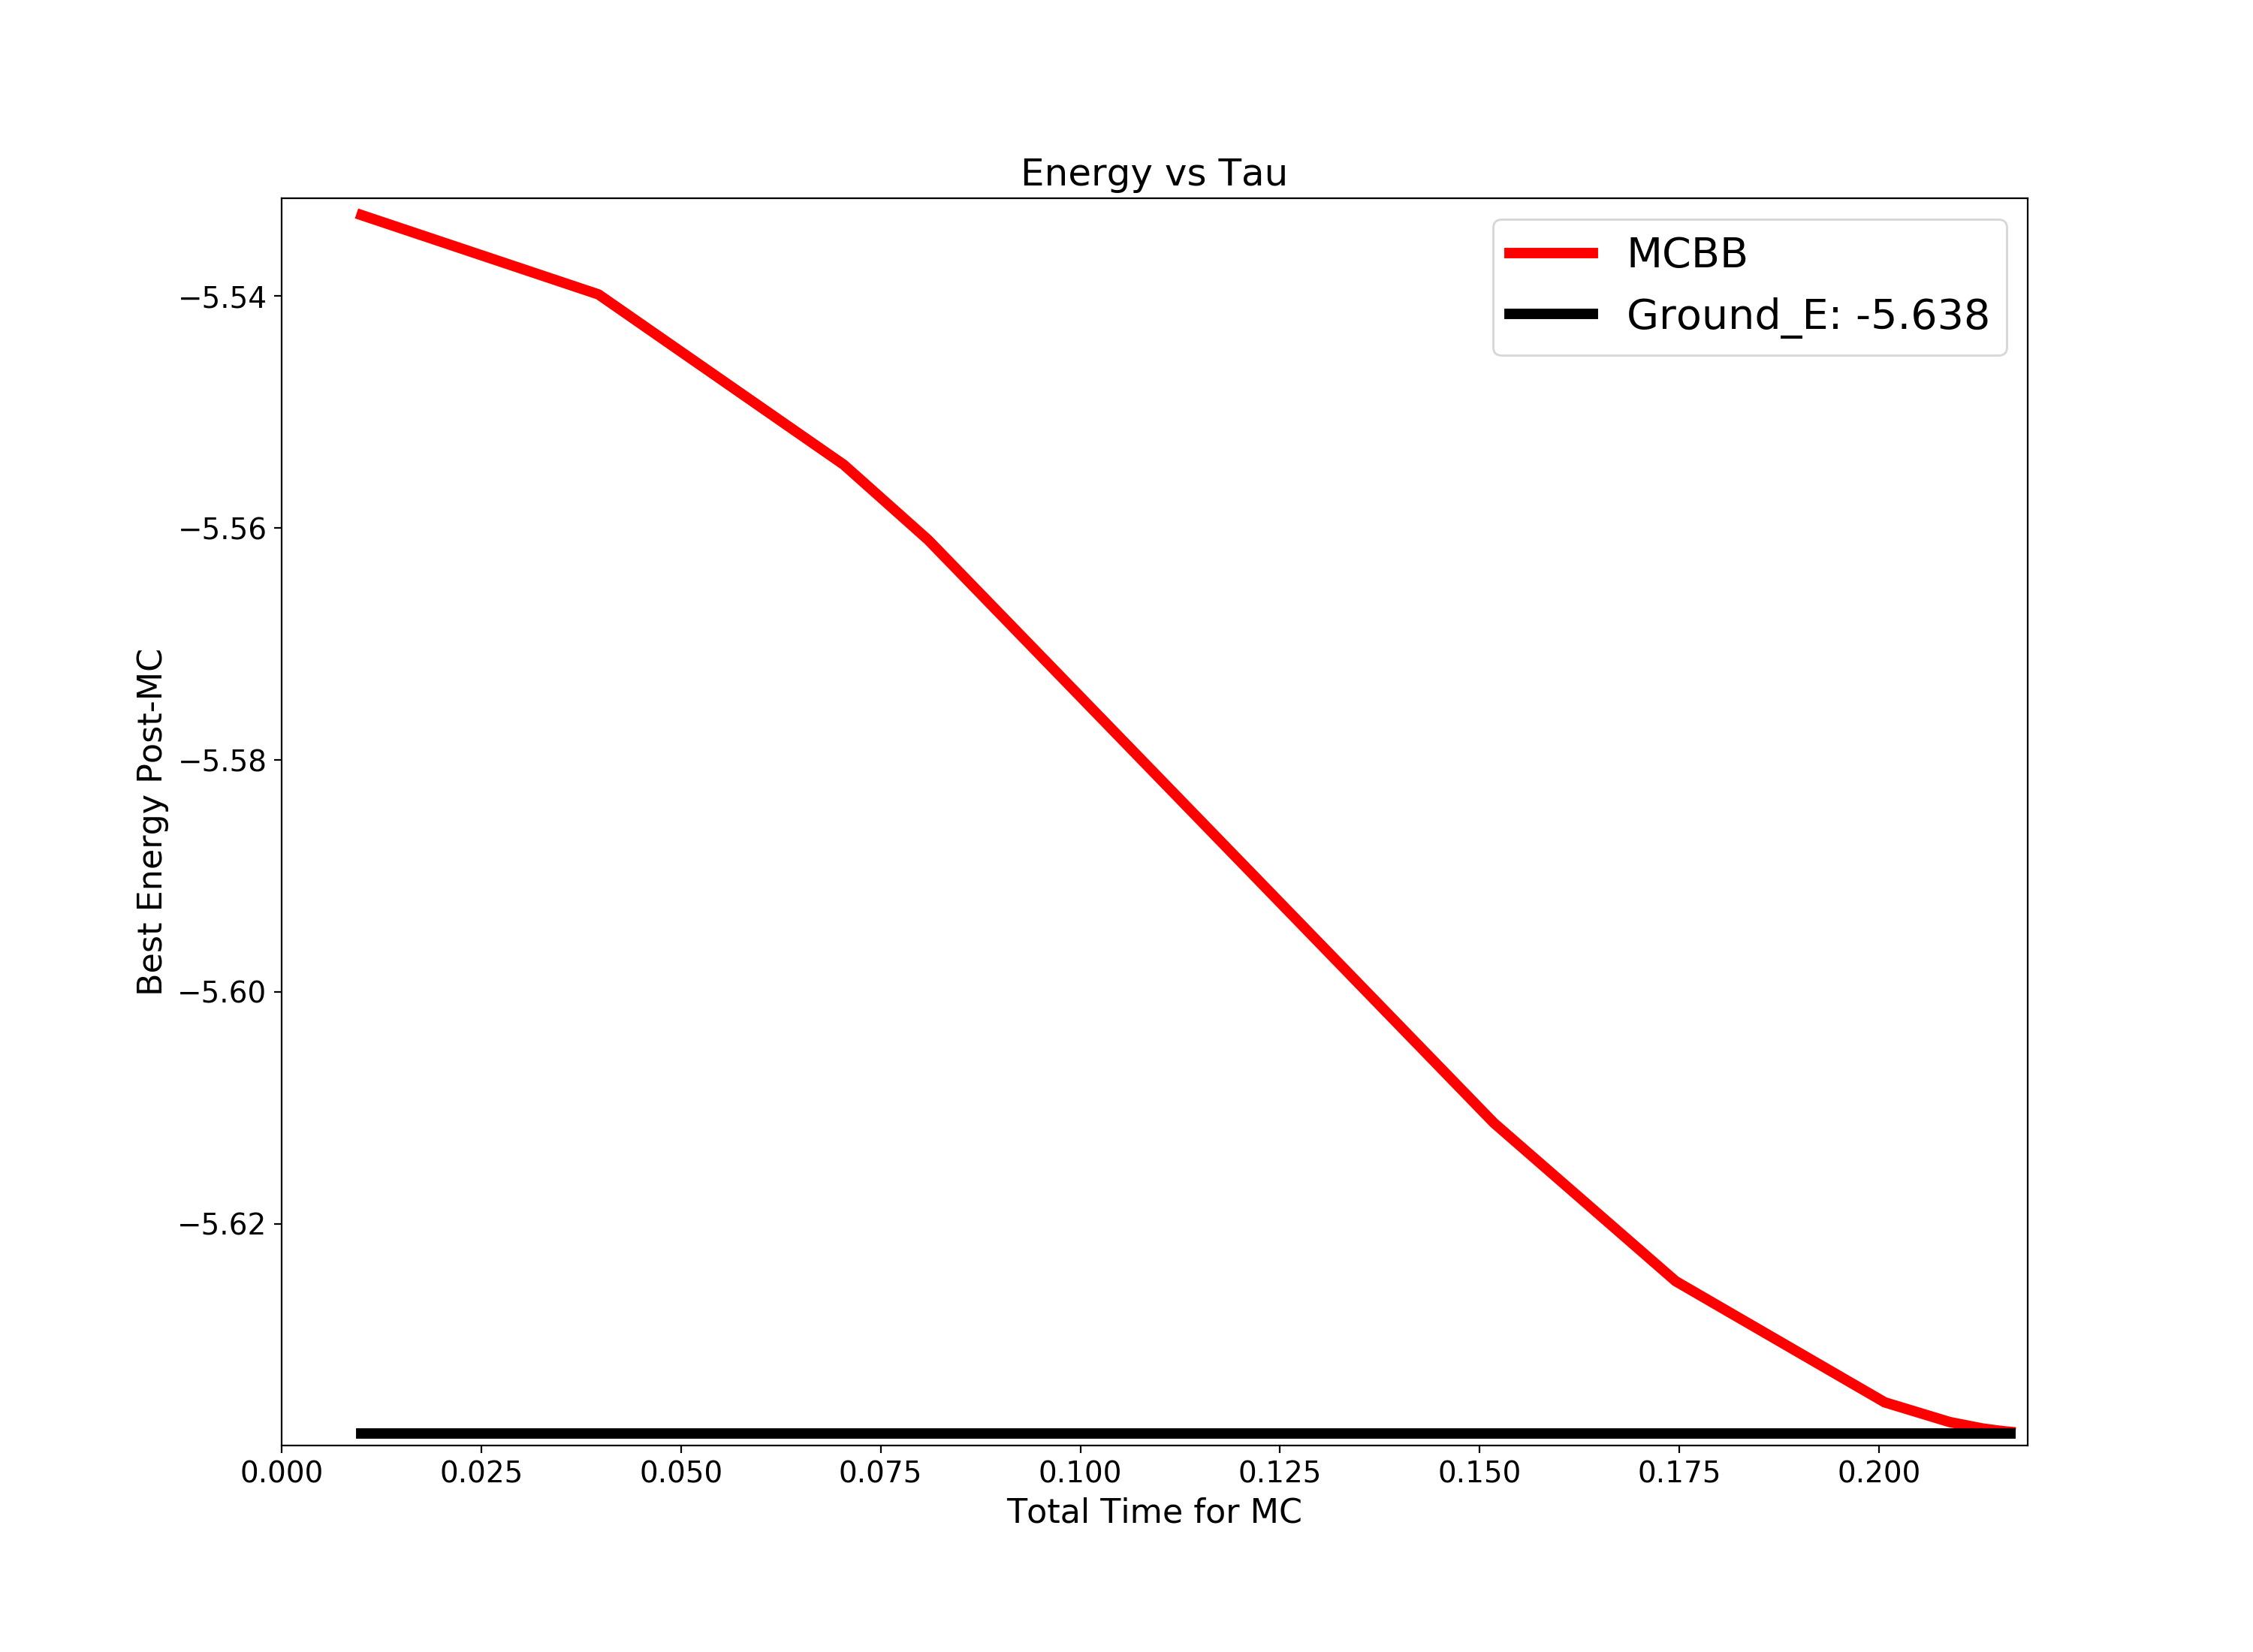 Energy vs Tau
MCBB
Ground_E: -5.638
Best Energy Post-MC
−5.54
−5.56
−5.58
−5.60
−5.62
0.000 0.025 0.050 0.075 0.100 0.125 0.150 0.175 0.200
Total Time for MC